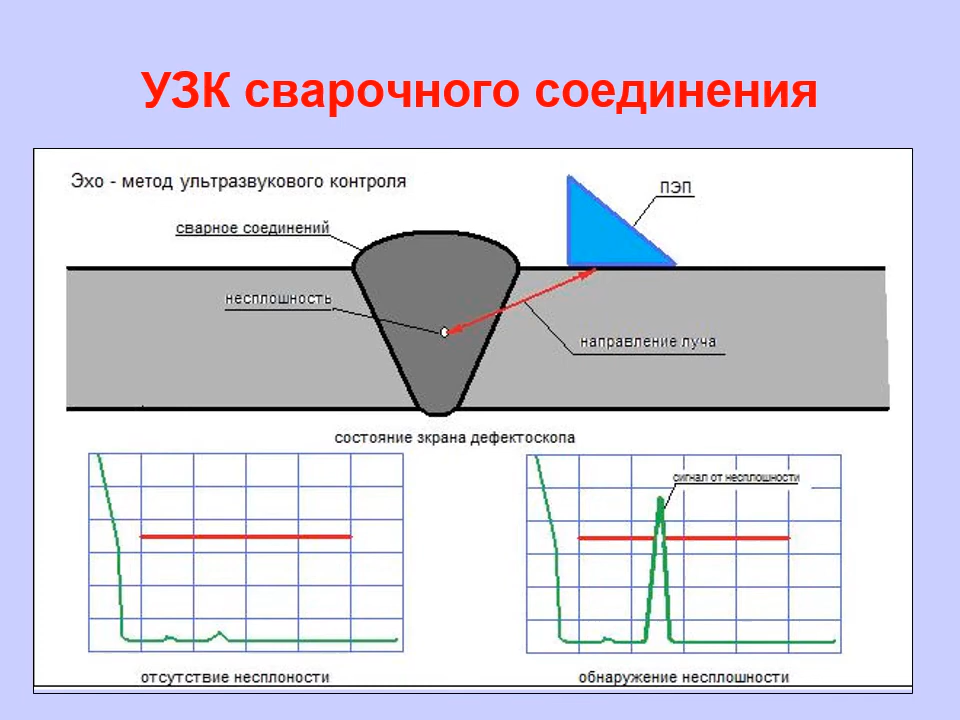 УЗК сварочного соединения
Эхо - метод ультразвукового контроля
ПЭП
сварное соединений
несплошность
направление луча
состояние зкрана дефектоскопа
сигнал от несплошности
отсутствие несплоности
обнаружение несплошности